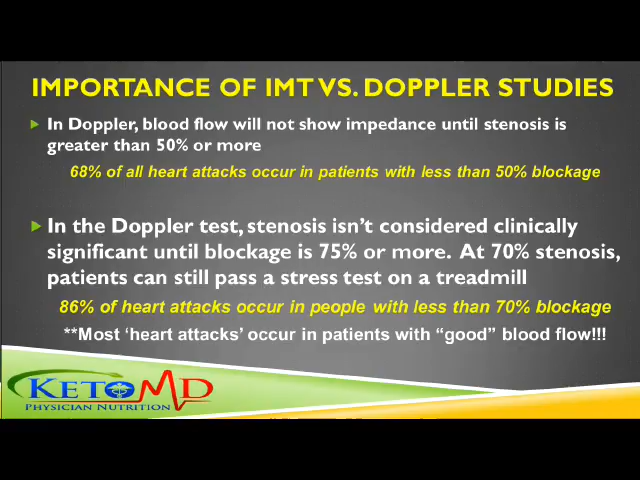 IMPORTANCE OF IMT VS. DOPPLER STUDIES
In Doppler, blood flow will not show impedance until stenosis is
greater than 50% or more
68% of all heart attacks occur in patients with less than 50% blockage
In the Doppler test, stenosis isn't considered clinically
significant until blockage is 75% or more. At 70% stenosis,
patients can still pass a stress test on a treadmill
86% of heart attacks occur in people with less than 70% blockage
**Most 'heart attacks' occur in patients with "good" blood flow!!!
KETO MD
PHYSICIAN NUTRITION